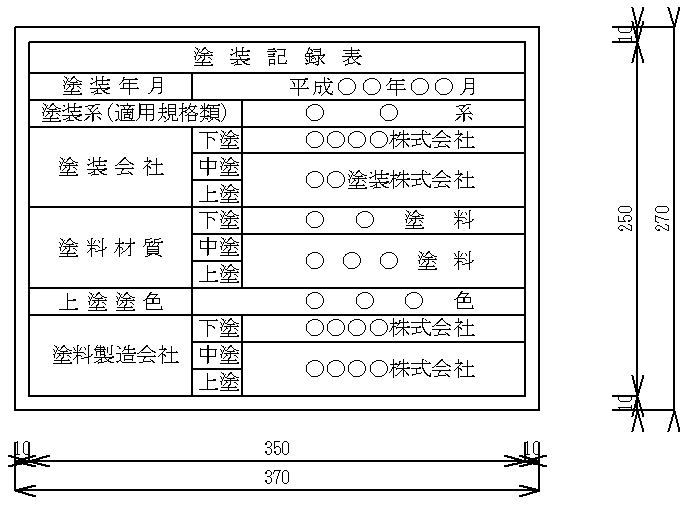 塗装記録表
塗装年月 平成○○年○○月
塗装系(適用規格類) ○○系
塗装会社 下塗 ○○○○株式会社
中塗 ○○塗装株式会社
上塗
塗料材質 下塗 ○○塗料
中塗 ○○○塗料
上塗
上塗塗色 ○○○色
塗料製造会社 下塗 ○○○○株式会社
中塗 ○○○○株式会社
上塗
10
250
270
10
10 350 10
370